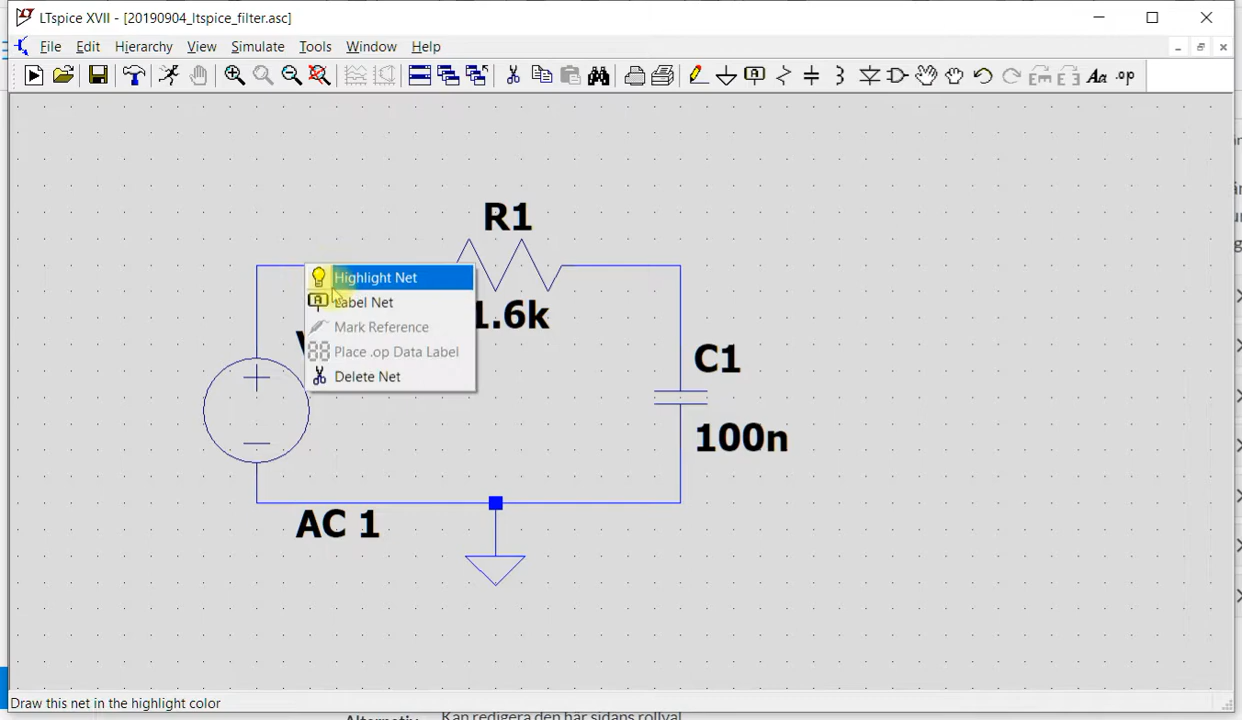 LTspice XVII - [20190904_ltspice_filter.asc]
File Edit Hierarchy View Simulate Tools Window Help
R1
Highlight Net
Label Net
Mark Reference
Place .op Data Label
Delete Net
1.6k
C1
100n
AC 1
Draw this net in the highlight color
Kan redigera den här sidans rollval